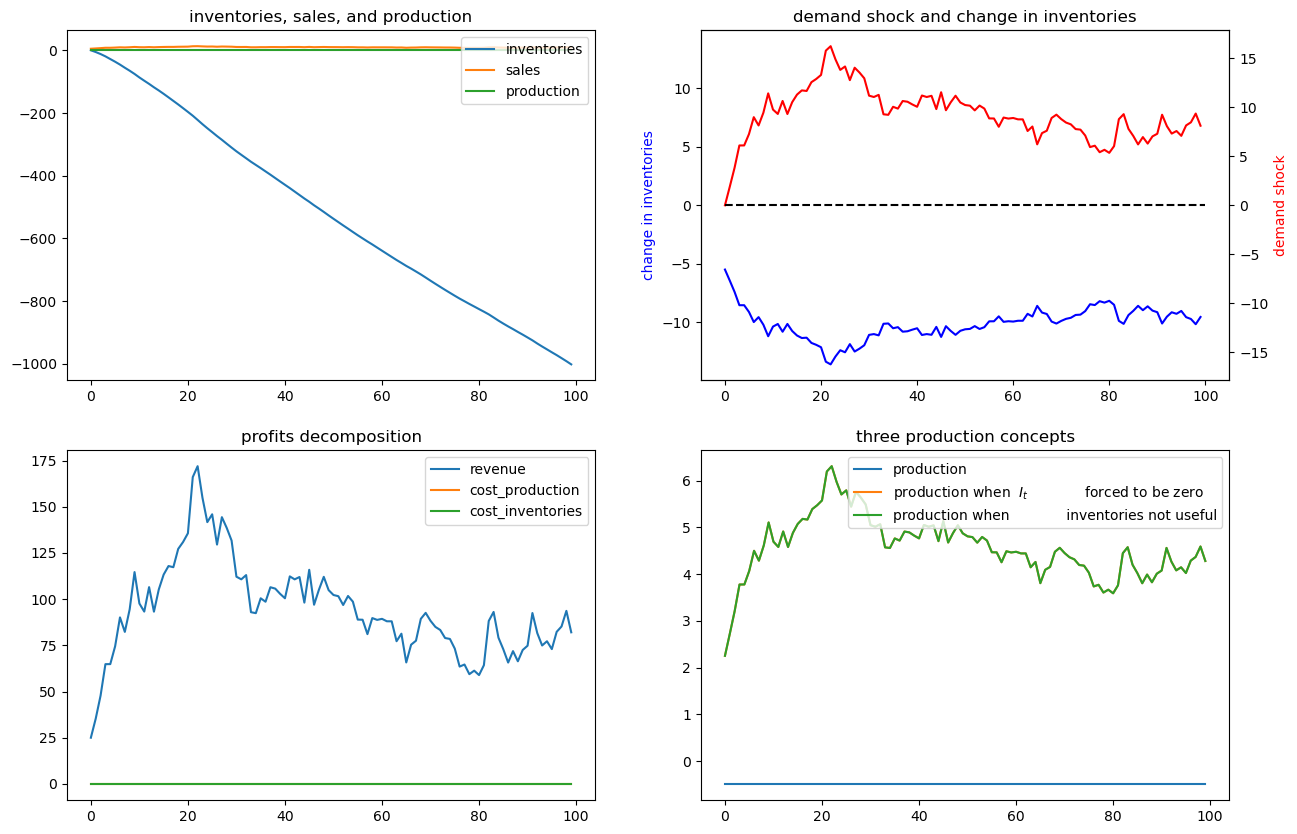 inventories, sales, and production
0
−200
−400
−600
−800
−1000
0 20 40 60 80 100
inventories
sales
production
demand shock and change in inventories
change in inventories
10
5
0
−5
−10
15
10
5
0
−5
−10
−15
demand shock
0 20 40 60 80 100
profits decomposition
175
150
125
100
75
50
25
0
0 20 40 60 80 100
revenue
cost_production
cost_inventories
three production concepts
6
5
4
3
2
1
0
0 20 40 60 80 100
production
production when I_t forced to be zero
production when inventories not useful